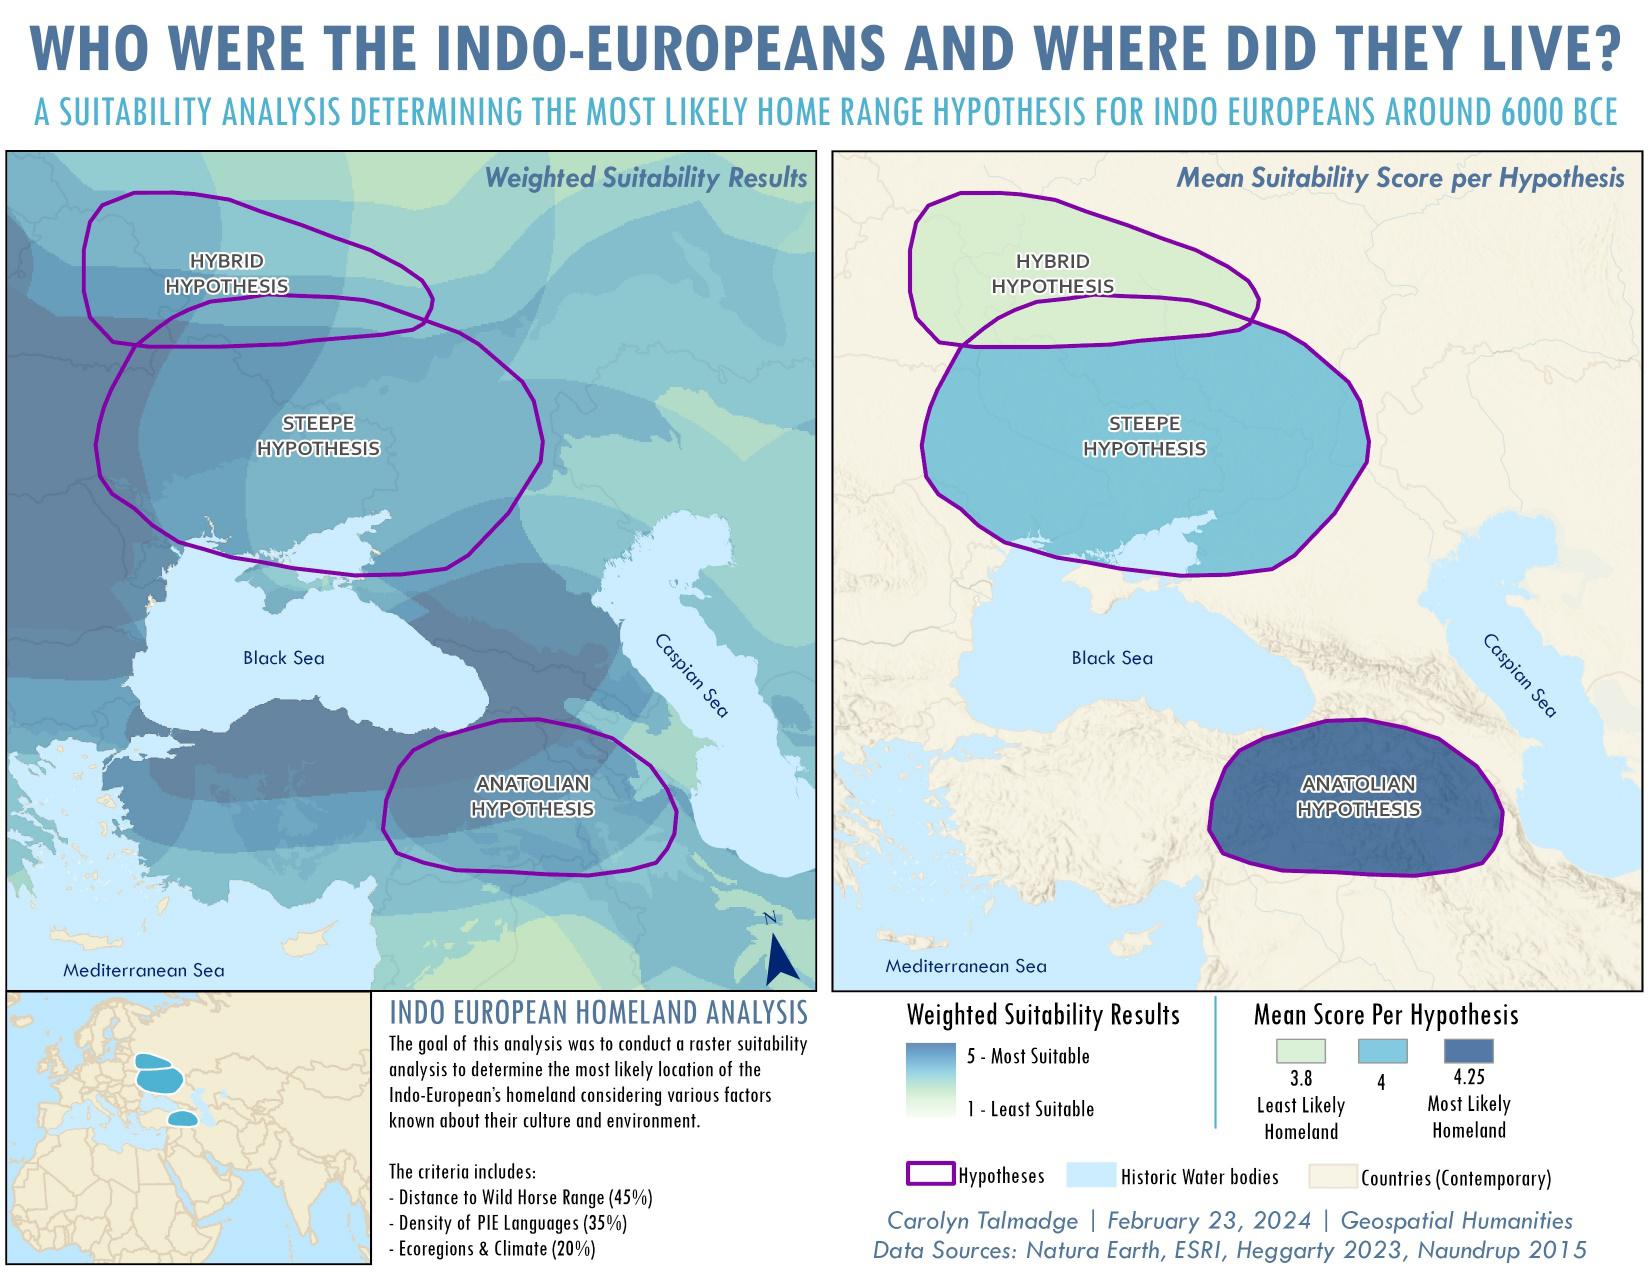 WHO WERE THE INDO-EUROPEANS AND WHERE DID THEY LIVE?
A SUITABILITY ANALYSIS DETERMINING THE MOST LIKELY HOME RANGE HYPOTHESIS FOR INDO EUROPEANS AROUND 6000 BCE
Weighted Suitability Results
HYBRID
HYPOTHESIS
STEEPE
HYPOTHESIS
Black Sea
Caspian Sea
ANATOLIAN
HYPOTHESIS
Mediterranean Sea
N
Mean Suitability Score per Hypothesis
HYBRID
HYPOTHESIS
STEEPE
HYPOTHESIS
Black Sea
Caspian Sea
ANATOLIAN
HYPOTHESIS
Mediterranean Sea
INDO EUROPEAN HOMELAND ANALYSIS
The goal of this analysis was to conduct a raster suitability
analysis to determine the most likely location of the
Indo-European's homeland considering various factors
known about their culture and environment.
The criteria includes:
- Distance to Wild Horse Range (45%)
- Density of PIE Languages (35%)
- Ecoregions & Climate (20%)
Weighted Suitability Results
5 - Most Suitable
1 - Least Suitable
Mean Score Per Hypothesis
3.8
Least Likely
Homeland
4
4.25
Most Likely
Homeland
Hypotheses
Historic Water bodies
Countries (Contemporary)
Carolyn Talmadge | February 23, 2024 | Geospatial Humanities
Data Sources: Natura Earth, ESRI, Heggarty 2023, Naundrup 2015